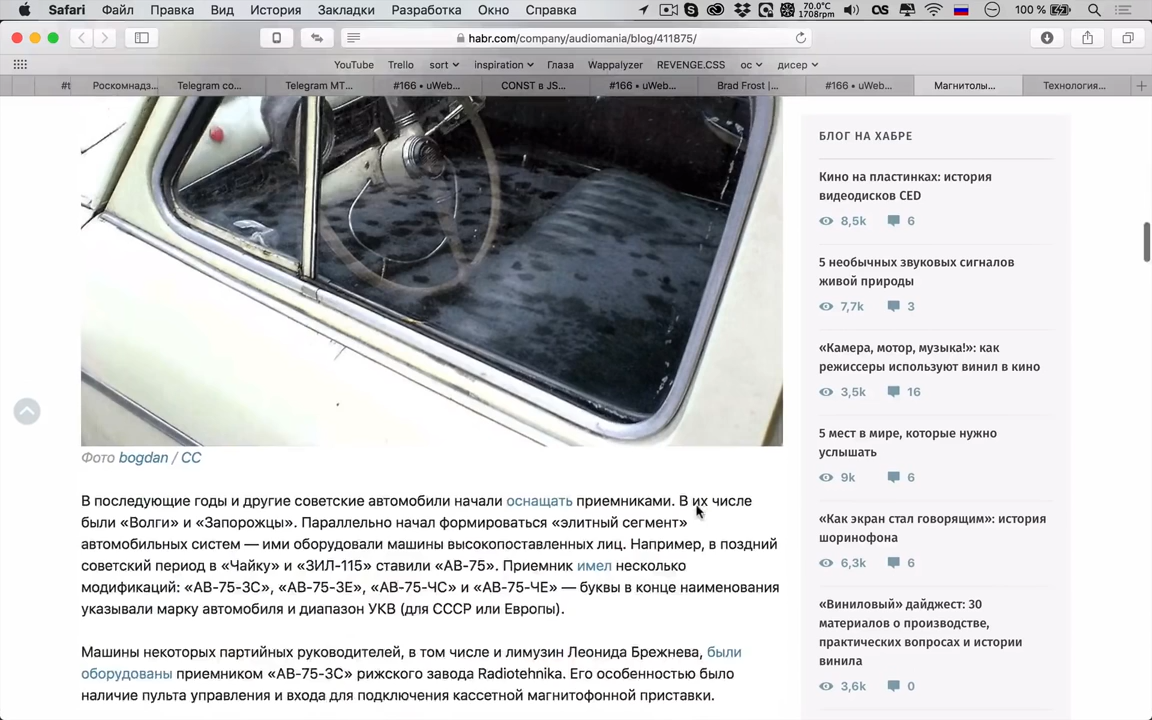 Safari Файл Правка Вид История Закладки Разработка Окно Справка 70.0°C 1708rpm 100 %
habr.com/company/audiomania/blog/411875/
YouTube Trello sort inspiration Глаза Wappalyzer REVENGE.CSS ос дисер
#t Роскомнадз... Telegram co... Telegram MT... #166 • uWeb... CONST в JS... #166 • uWeb... Brad Frost |... #166 • uWeb... Магнитолы... Технология...
БЛОГ НА ХАБРЕ
Кино на пластинках: история
видеодисков CED
8,5k 6
5 необычных звуковых сигналов
живой природы
7,7k 3
«Камера, мотор, музыка!»: как
режиссеры используют винил в кино
3,5k 16
5 мест в мире, которые нужно
услышать
9k 6
«Как экран стал говорящим»: история
шоринофона
6,3k 6
«Виниловый» дайджест: 30
материалов о производстве,
практических вопросах и истории
винила
3,6k 0
Фото bogdan / CC
В последующие годы и другие советские автомобили начали оснащать приемниками. В их числе
были «Волги» и «Запорожцы». Параллельно начал формироваться «элитный сегмент»
автомобильных систем — ими оборудовали машины высокопоставленных лиц. Например, в поздний
советский период в «Чайку» и «ЗИЛ-115» ставили «АВ-75». Приемник имел несколько
модификаций: «АВ-75-ЗС», «АВ-75-ЗЕ», «АВ-75-ЧС» и «АВ-75-ЧЕ» — буквы в конце наименования
указывали марку автомобиля и диапазон УКВ (для СССР или Европы).
Машины некоторых партийных руководителей, в том числе и лимузин Леонида Брежнева, были
оборудованы приемником «АВ-75-ЗС» рижского завода Radiotehnika. Его особенностью было
наличие пульта управления и входа для подключения кассетной магнитофонной приставки.